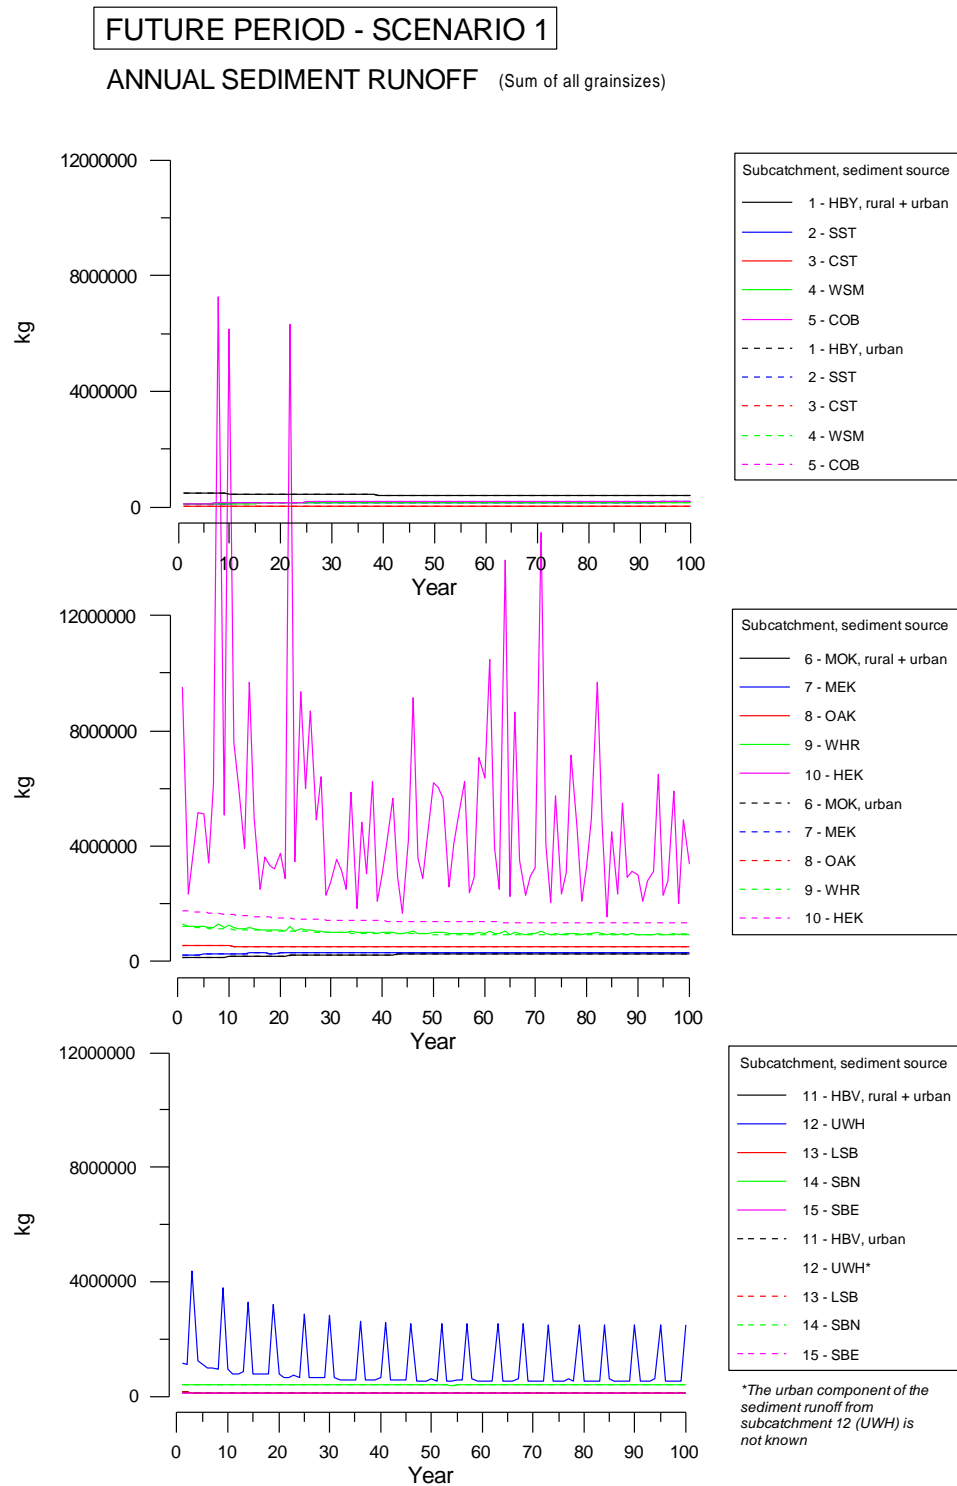 FUTURE PERIOD - SCENARIO 1
ANNUAL SEDIMENT RUNOFF (Sum of all grainsizes)
12000000
8000000
4000000
0
kg
0 10 20 30 40 50 60 70 80 90 100
Year
Subcatchment, sediment source
1 - HBY, rural + urban
2 - SST
3 - CST
4 - WSM
5 - COB
1 - HBY, urban
2 - SST
3 - CST
4 - WSM
5 - COB
12000000
8000000
4000000
0
kg
0 10 20 30 40 50 60 70 80 90 100
Year
Subcatchment, sediment source
6 - MOK, rural + urban
7 - MEK
8 - OAK
9 - WHR
10 - HEK
6 - MOK, urban
7 - MEK
8 - OAK
9 - WHR
10 - HEK
12000000
8000000
4000000
0
kg
0 10 20 30 40 50 60 70 80 90 100
Year
Subcatchment, sediment source
11 - HBV, rural + urban
12 - UWH
13 - LSB
14 - SBN
15 - SBE
11 - HBV, urban
12 - UWH*
13 - LSB
14 - SBN
15 - SBE
*The urban component of the
sediment runoff from
subcatchment 12 (UWH) is
not known